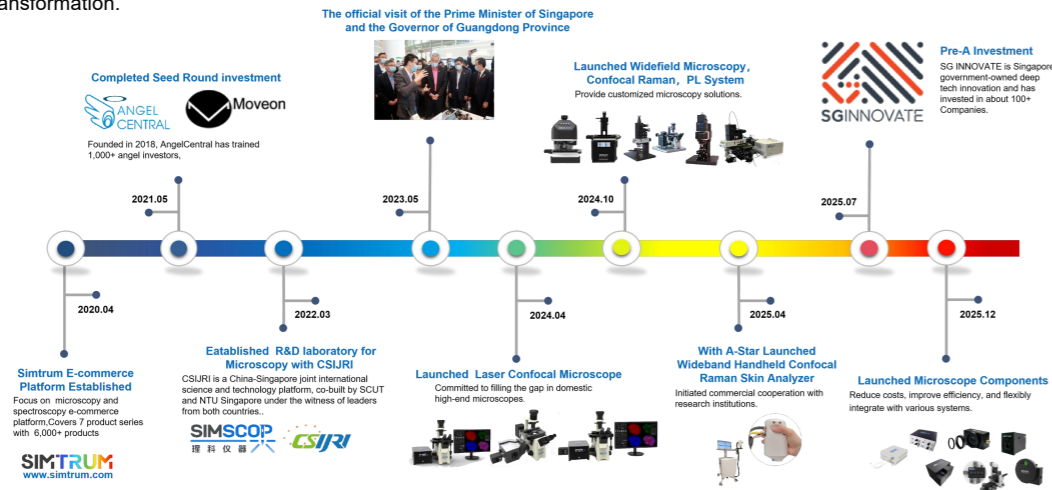 ansformation.
The official visit of the Prime Minister of Singapore
and the Governor of Guangdong Province
Completed Seed Round investment
ANGEL
CENTRAL
Moveon
Founded in 2018, AngelCentral has trained
1,000+ angel investors,
Launched Widefield Microscopy,
Confocal Raman, PL System
Provide customized microscopy solutions.
SGINNOVATE
Pre-A Investment
SG INNOVATE is Singapore
government-owned deep
tech innovation and has
invested in about 100+
Companies.
2021.05
2023.05
2024.10
2025.07
2020.04
2022.03
2024.04
2025.04
2025.12
Simtrum E-commerce
Platform Established
Focus on microscopy and
spectroscopy e-commerce
platform,Covers 7 product series
with 6,000+ products
SIMTRUM
www.simtrum.com
Eatablished R&D laboratory for
Microscopy with CSIJRI
CSIJRI is a China-Singapore joint international
science and technology platform, co-built by SCUT
and NTU Singapore under the witness of leaders
from both countries..
SIMSCOP
理科仪器
CSIJRI
Launched Laser Confocal Microscope
Committed to filling the gap in domestic
high-end microscopes.
With A-Star Launched
Wideband Handheld Confocal
Raman Skin Analyzer
Initiated commercial cooperation with
research institutions.
Launched Microscope Components
Reduce costs, improve efficiency, and flexibly
integrate with various systems.